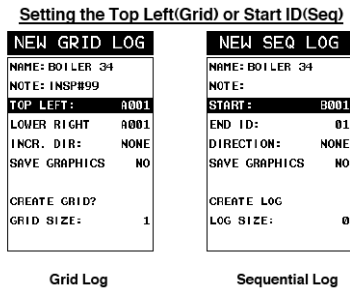 Setting the Top Left(Grid) or Start ID(Seq)
NEW GRID LOG
NAME: BOILER 34
NOTE: INSP#99
TOP LEFT: A001
LOWER RIGHT A001
INCR. DIR: NONE
SAVE GRAPHICS NO
CREATE GRID?
GRID SIZE: 1
Grid Log
NEW SEQ LOG
NAME: BOILER 34
NOTE:
START: B001
END ID: 01
DIRECTION: NONE
SAVE GRAPHICS NO
CREATE LOG
LOG SIZE: 0
Sequential Log